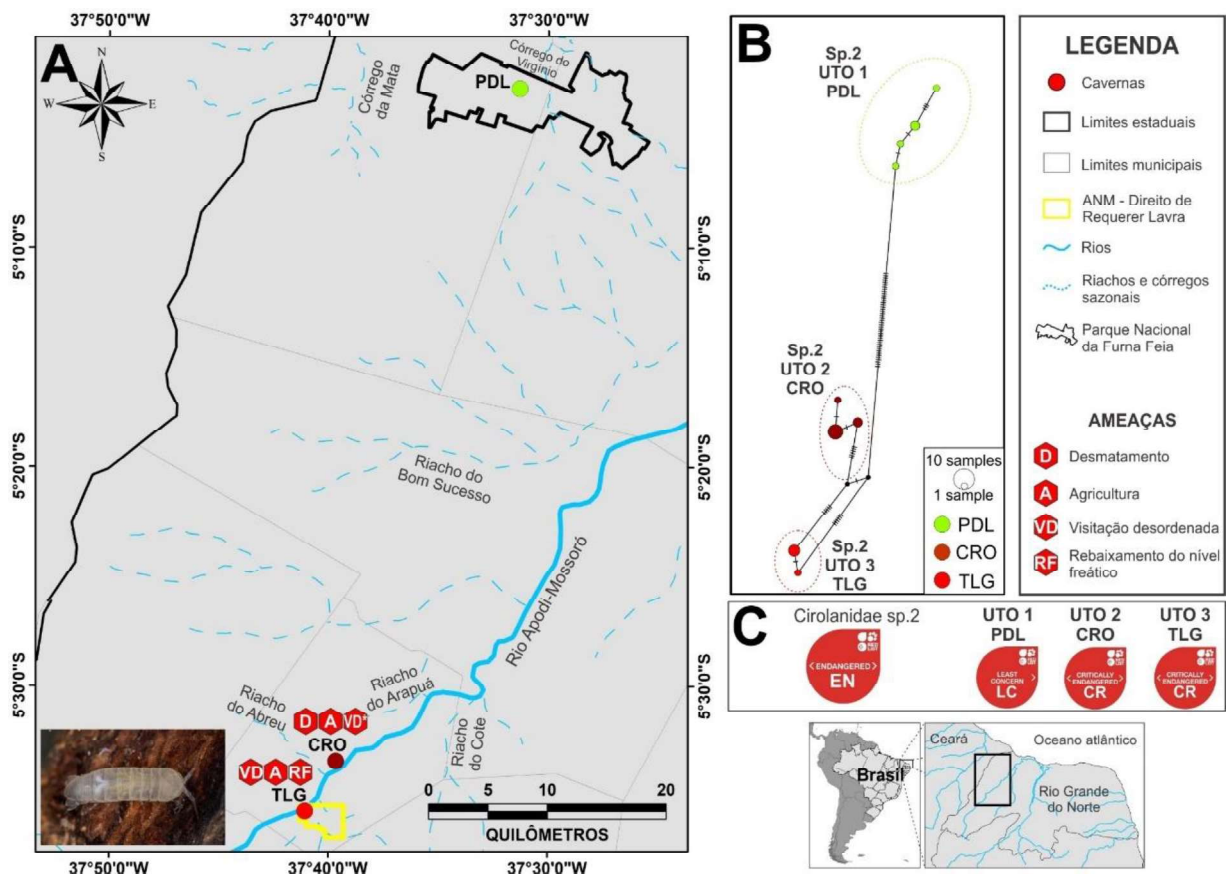 37°50'0"W
37°40'0"W
37°30'0"W
A
N
W
E
S
Córrego
da Mata
Córrego do
Virgínio
PDL
5°10'0"S
5°10'0"S
5°20'0"S
5°20'0"S
Riacho do
Bom Sucesso
Rio Apodi-Mossoró
5°30'0"S
5°30'0"S
Riacho
do Abreu
Riacho
do Arapuá
Riacho
do Cote
D A VD*
CRO
VD A RF
TLG
0 5 10 20
QUILÔMETROS
37°50'0"W
37°40'0"W
37°30'0"W
B
Sp.2
UTO 1
PDL
Sp.2
UTO 2
CRO
Sp.2
UTO 3
TLG
10 samples
1 sample
PDL
CRO
TLG
LEGENDA
Cavernas
Limites estaduais
Limites municipais
ANM - Direito de
Requerer Lavra
Rios
Riachos e córregos
sazonais
Parque Nacional
da Furna Feia
AMEAÇAS
D Desmatamento
A Agricultura
VD Visitação desordenada
RF Rebaixamento do nível
freático
C
Cirolanidae sp.2
<ENDANGERED>
EN
UTO 1
PDL
LEAST
CONCERN >
LC
UTO 2
CRO
CRITICALLY
<ENDANGERED>
CR
UTO 3
TLG
CRITICALLY
<ENDANGERED>
CR
Brasil
Ceará
Oceano atlântico
Rio Grande
do Norte